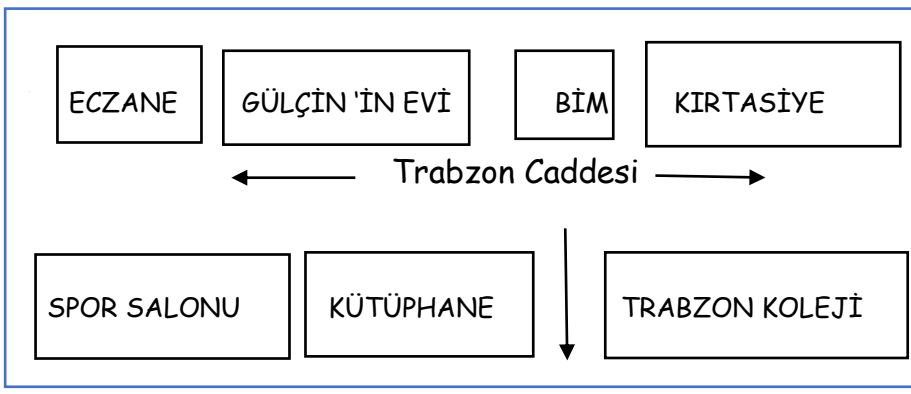 ECZANE GÜLÇİN ‘İN EVİ BİM KIRTASİYE
Trabzon Caddesi
SPOR SALONU KÜTÜPHANE TRABZON KOLEJİ